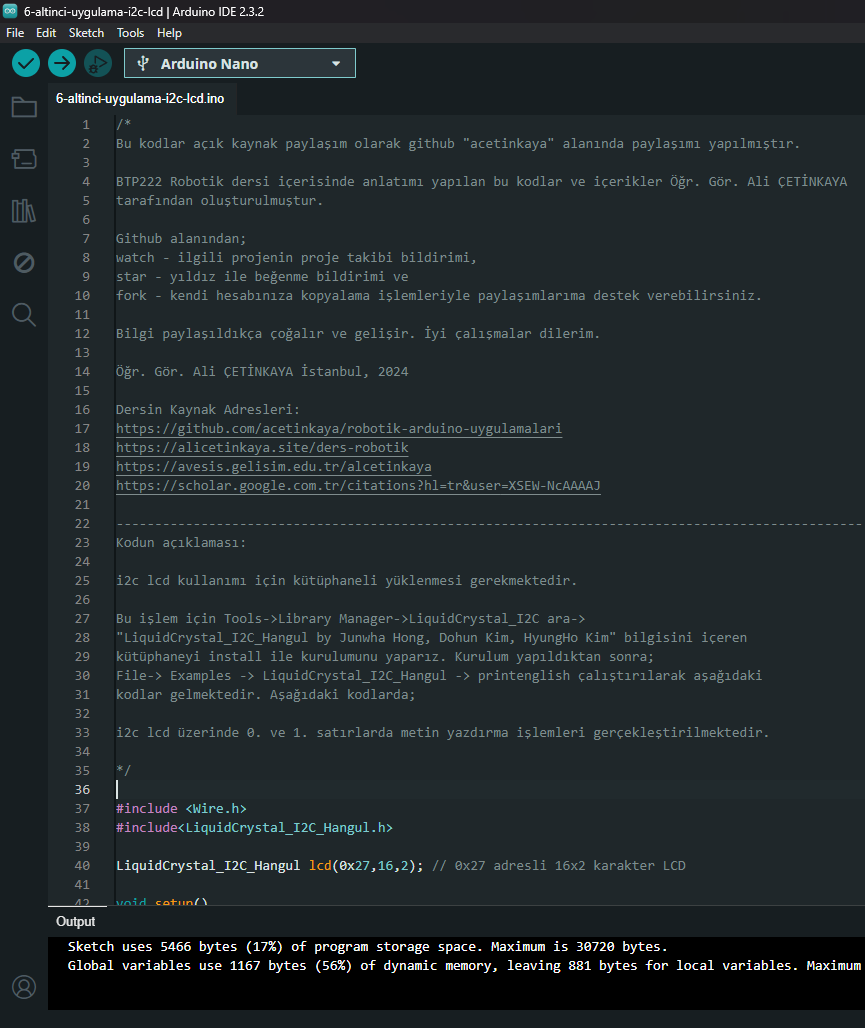 6-altinci-uygulama-i2c-lcd | Arduino IDE 2.3.2
File Edit Sketch Tools Help
Arduino Nano
6-altinci-uygulama-i2c-lcd.ino
1 /*
2 Bu kodlar açık kaynak paylaşım olarak github "acetinkaya" alanında paylaşımı yapılmıştır.
3
4 BTP222 Robotik dersi içerisinde anlatımı yapılan bu kodlar ve içerikler Öğr. Gör. Ali ÇETİNKAYA
5 tarafından oluşturulmuştur.
6
7 Github alanından;
8 watch - ilgili projenin proje takibi bildirimi,
9 star - yıldız ile beğenme bildirimi ve
10 fork - kendi hesabınıza kopyalama işlemleriyle paylaşımlarıma destek verebilirsiniz.
11
12 Bilgi paylaşıldıkça çoğalır ve gelişir. İyi çalışmalar dilerim.
13
14 Öğr. Gör. Ali ÇETİNKAYA İstanbul, 2024
15
16 Dersin Kaynak Adresleri:
17 https://github.com/acetinkaya/robotik-arduino-uygulamalari
18 https://alicetinkaya.site/ders-robotik
19 https://avesis.gelisim.edu.tr/alcetinkaya
20 https://scholar.google.com.tr/citations?hl=tr&user=XSEW-NcAAAAJ
21
22 -------------------------------------------------------------------------------------------------
23 Kodun açıklaması:
24
25 i2c lcd kullanımı için kütüphaneli yüklenmesi gerekmektedir.
26
27 Bu işlem için Tools->Library Manager->LiquidCrystal_I2C ara->
28 "LiquidCrystal_I2C_Hangul by Junwha Hong, Dohun Kim, HyungHo Kim" bilgisini içeren
29 kütüphaneyi install ile kurulumunu yaparız. Kurulum yapıldıktan sonra;
30 File-> Examples -> LiquidCrystal_I2C_Hangul -> printenglish çalıştırılarak aşağıdaki
31 kodlar gelmektedir. Aşağıdaki kodlarda;
32
33 i2c lcd üzerinde 0. ve 1. satırlarda metin yazdırma işlemleri gerçekleştirilmektedir.
34
35 */
36
37 #include <Wire.h>
38 #include<LiquidCrystal_I2C_Hangul.h>
39
40 LiquidCrystal_I2C_Hangul lcd(0x27,16,2); // 0x27 adresli 16x2 karakter LCD
41
42 void setup()
Output
Sketch uses 5466 bytes (17%) of program storage space. Maximum is 30720 bytes.
Global variables use 1167 bytes (56%) of dynamic memory, leaving 881 bytes for local variables. Maximum